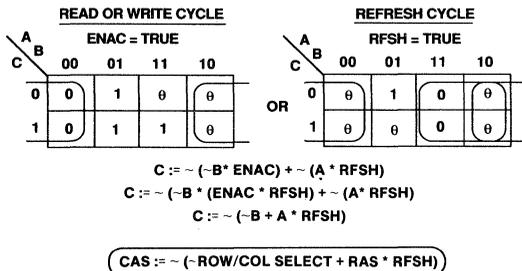 READ OR WRITE CYCLE
ENAC = TRUE
A
B
C
00 01 11 10
0 0 1 θ θ
1 0 1 1 θ
OR
REFRESH CYCLE
RFSH = TRUE
A
B
C
00 01 11 10
0 θ 1 0 θ
1 θ θ 0 θ
C := ~ (~B* ENAC) + ~ (A * RFSH)
C := ~ (~B * (ENAC * RFSH) + ~ (A* RFSH)
C := ~ (~B + A * RFSH)
CAS := ~ (~ROW/COL SELECT + RAS * RFSH)